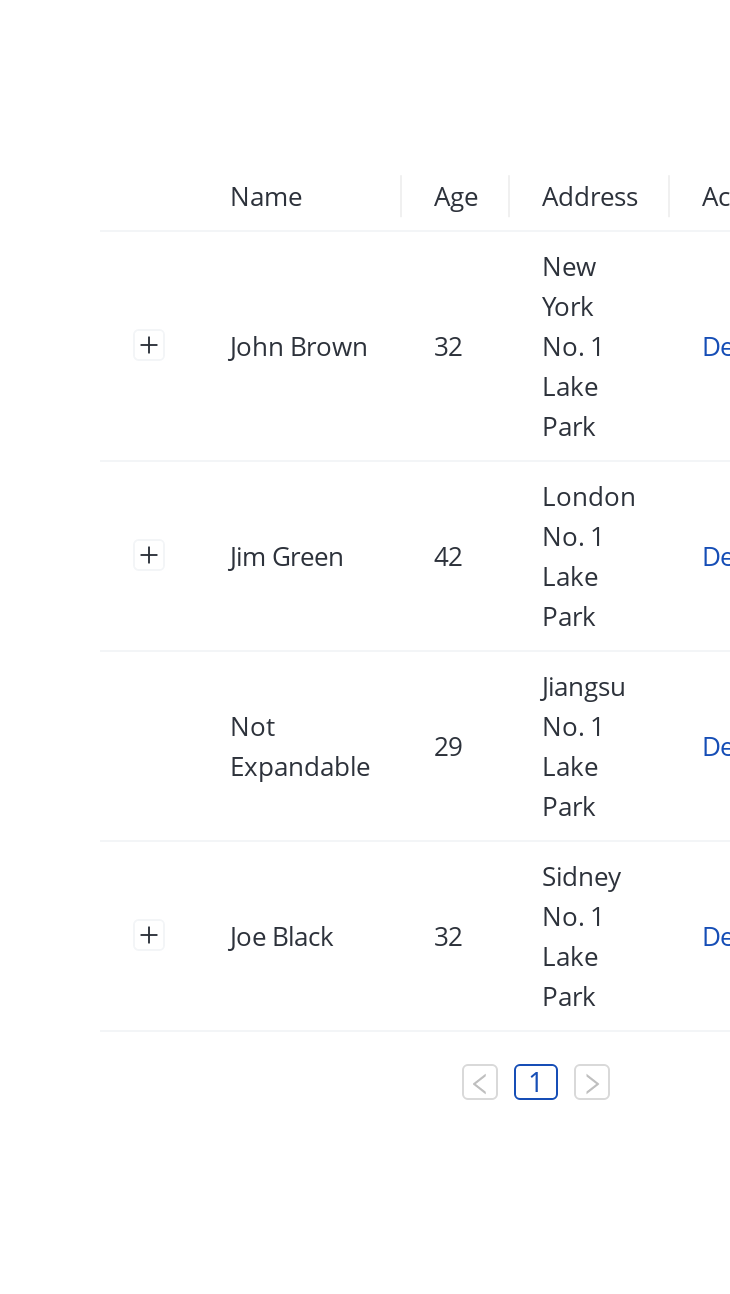 Name Age Address Ac
New
York
John Brown 32 No. 1 De
Lake
Park
London
No. 1
Jim Green 42 De
Lake
Park
Jiangsu
Not No. 1
29 De
Expandable Lake
Park
Sidney
No. 1
Joe Black 32 De
Lake
Park
1